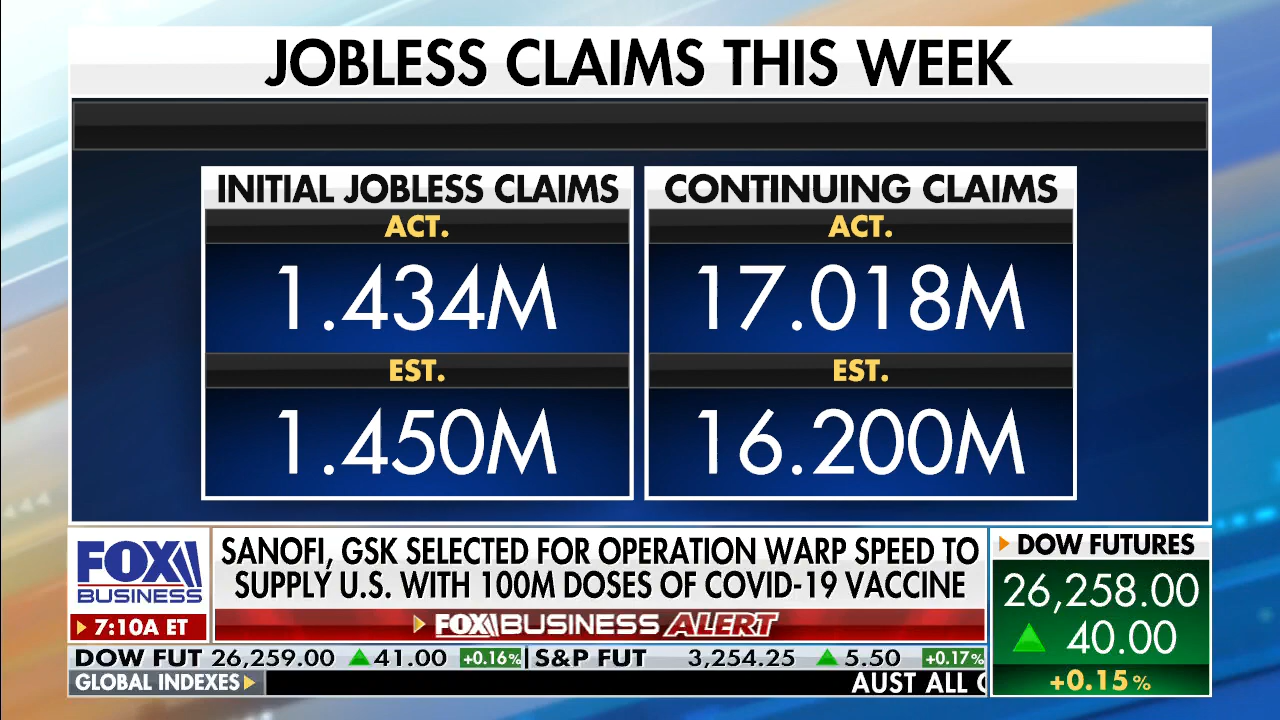 JOBLESS CLAIMS THIS WEEK
INITIAL JOBLESS CLAIMS
ACT.
1.434M
EST.
1.450M
CONTINUING CLAIMS
ACT.
17.018M
EST.
16.200M
FOX
BUSINESS
7:10A ET
SANOFI, GSK SELECTED FOR OPERATION WARP SPEED TO
SUPPLY U.S. WITH 100M DOSES OF COVID-19 VACCINE
FOX BUSINESS ALERT
DOW FUTURES
26,258.00
40.00
+0.15%
DOW FUT 26,259.00 41.00 +0.16% S&P FUT 3,254.25 5.50 +0.17%
GLOBAL INDEXES AUST ALL